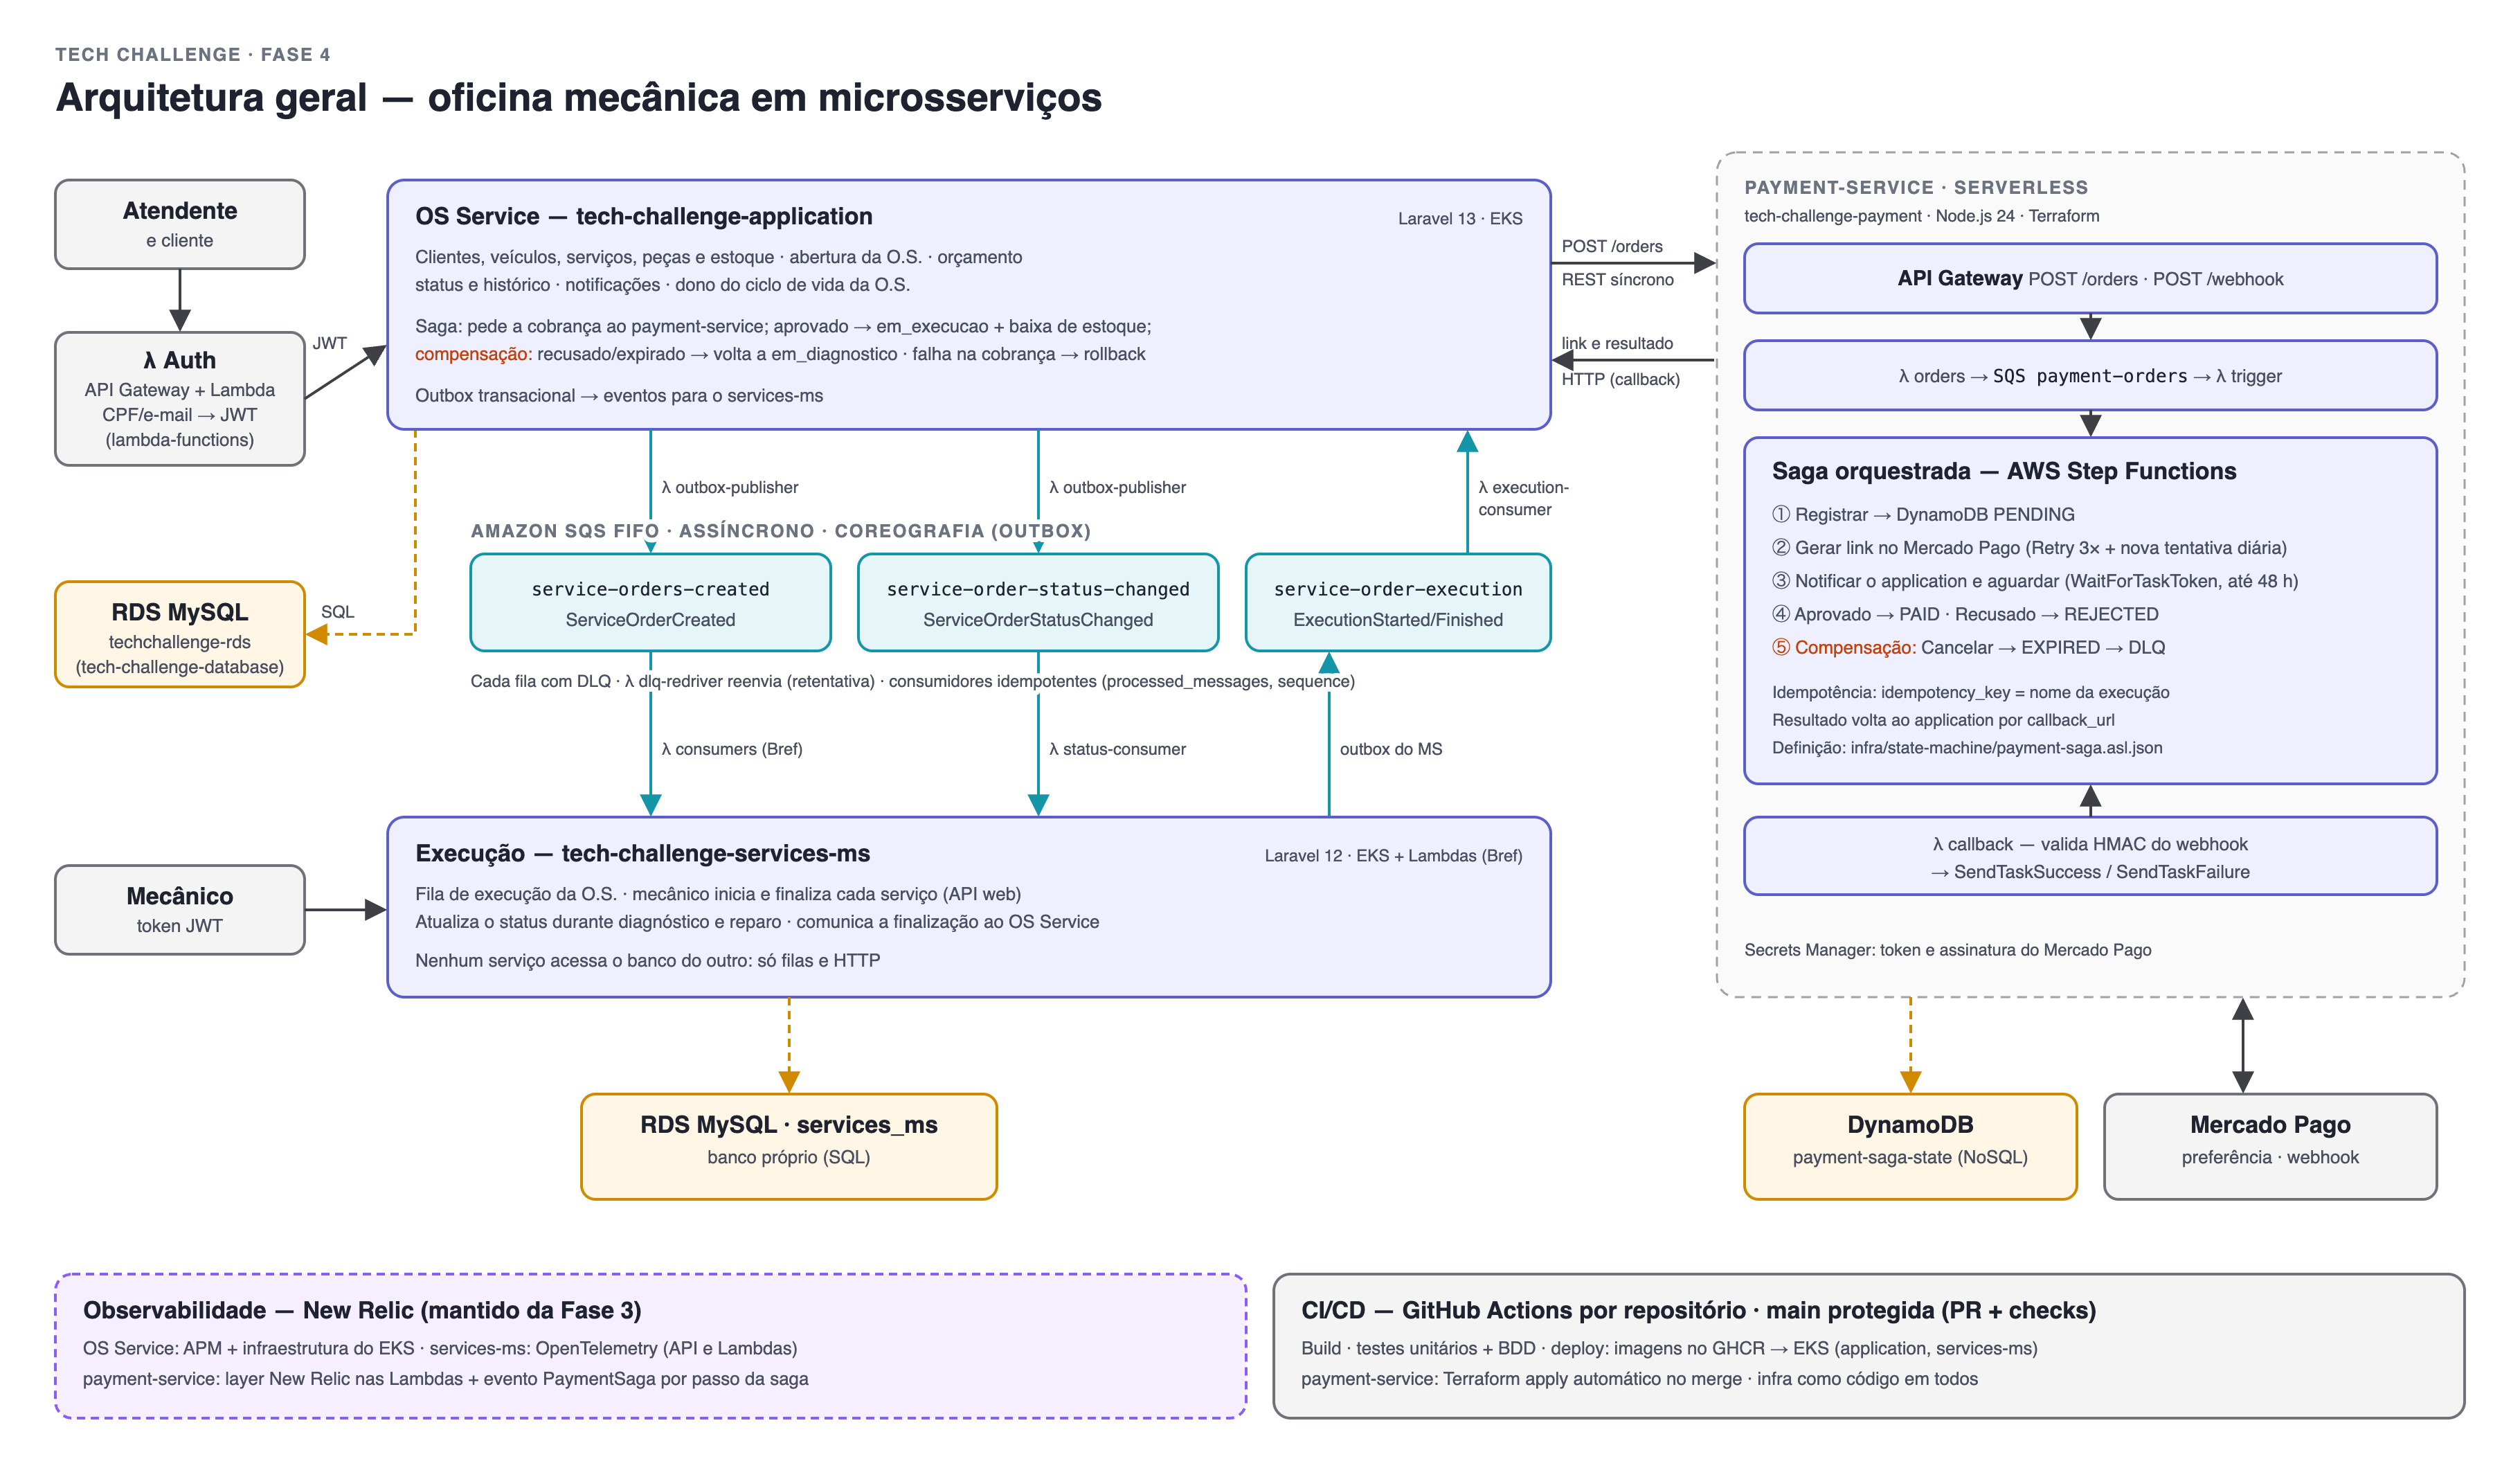 TECH CHALLENGE · FASE 4
Arquitetura geral — oficina mecânica em microsserviços
Atendente
e cliente
λ Auth
API Gateway + Lambda
CPF/e-mail → JWT
(lambda-functions)
JWT
OS Service — tech-challenge-application
Laravel 13 · EKS
Clientes, veículos, serviços, peças e estoque · abertura da O.S. · orçamento
status e histórico · notificações · dono do ciclo de vida da O.S.
Saga: pede a cobrança ao payment-service; aprovado → em_execucao + baixa de estoque;
compensação: recusado/expirado → volta a em_diagnostico · falha na cobrança → rollback
Outbox transacional → eventos para o services-ms
POST /orders
REST síncrono
link e resultado
HTTP (callback)
PAYMENT-SERVICE · SERVERLESS
tech-challenge-payment · Node.js 24 · Terraform
API Gateway POST /orders · POST /webhook
λ orders → SQS payment-orders → λ trigger
Saga orquestrada — AWS Step Functions
① Registrar → DynamoDB PENDING
② Gerar link no Mercado Pago (Retry 3× + nova tentativa diária)
③ Notificar o application e aguardar (WaitForTaskToken, até 48 h)
④ Aprovado → PAID · Recusado → REJECTED
⑤ Compensação: Cancelar → EXPIRED → DLQ
Idempotência: idempotency_key = nome da execução
Resultado volta ao application por callback_url
Definição: infra/state-machine/payment-saga.asl.json
λ callback — valida HMAC do webhook
→ SendTaskSuccess / SendTaskFailure
Secrets Manager: token e assinatura do Mercado Pago
λ outbox-publisher
λ outbox-publisher
λ execution-
consumer
AMAZON SQS FIFO · ASSÍNCRONO · COREOGRAFIA (OUTBOX)
service-orders-created
ServiceOrderCreated
service-order-status-changed
ServiceOrderStatusChanged
service-order-execution
ExecutionStarted/Finished
RDS MySQL
techchallenge-rds
(tech-challenge-database)
SQL
Cada fila com DLQ · λ dlq-redriver reenvia (retentativa) · consumidores idempotentes (processed_messages, sequence)
λ consumers (Bref)
λ status-consumer
outbox do MS
Mecânico
token JWT
Execução — tech-challenge-services-ms
Laravel 12 · EKS + Lambdas (Bref)
Fila de execução da O.S. · mecânico inicia e finaliza cada serviço (API web)
Atualiza o status durante diagnóstico e reparo · comunica a finalização ao OS Service
Nenhum serviço acessa o banco do outro: só filas e HTTP
RDS MySQL · services_ms
banco próprio (SQL)
DynamoDB
payment-saga-state (NoSQL)
Mercado Pago
preferência · webhook
Observabilidade — New Relic (mantido da Fase 3)
OS Service: APM + infraestrutura do EKS · services-ms: OpenTelemetry (API e Lambdas)
payment-service: layer New Relic nas Lambdas + evento PaymentSaga por passo da saga
CI/CD — GitHub Actions por repositório · main protegida (PR + checks)
Build · testes unitários + BDD · deploy: imagens no GHCR → EKS (application, services-ms)
payment-service: Terraform apply automático no merge · infra como código em todos